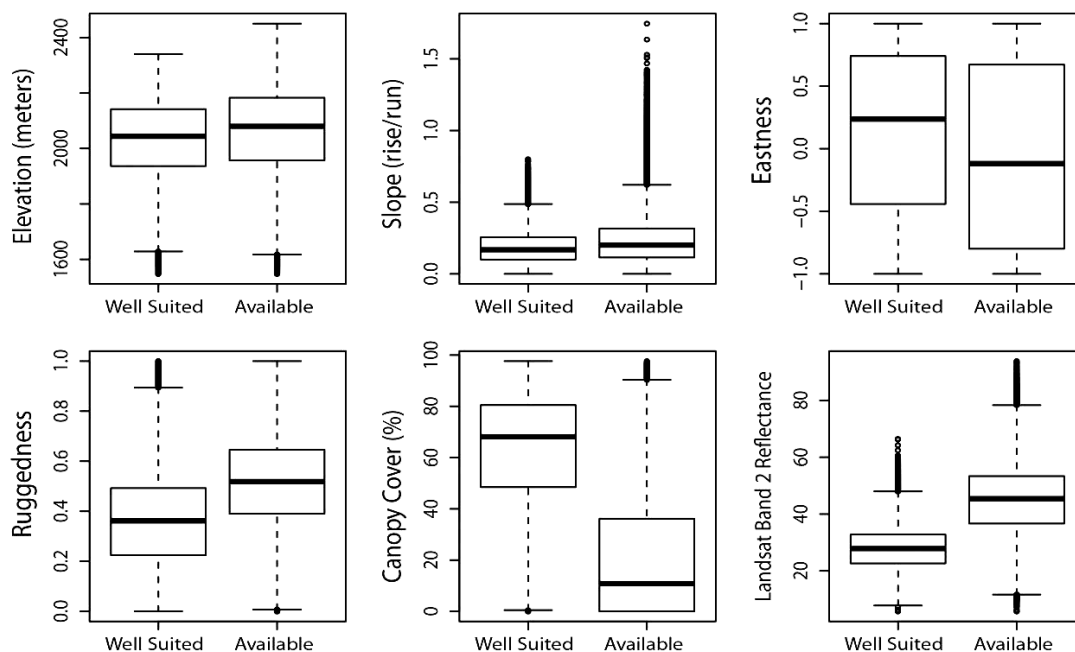 Elevation (meters)
2400
2000
1600
Well Suited
Available
Slope (rise/run)
1.5
1.0
0.5
0.0
Well Suited
Available
Eastness
1.0
0.5
0.0
−0.5
−1.0
Well Suited
Available
Ruggedness
1.0
0.8
0.6
0.4
0.2
0.0
Well Suited
Available
Canopy Cover (%)
100
80
60
40
20
0
Well Suited
Available
Landsat Band 2 Reflectance
80
60
40
20
Well Suited
Available